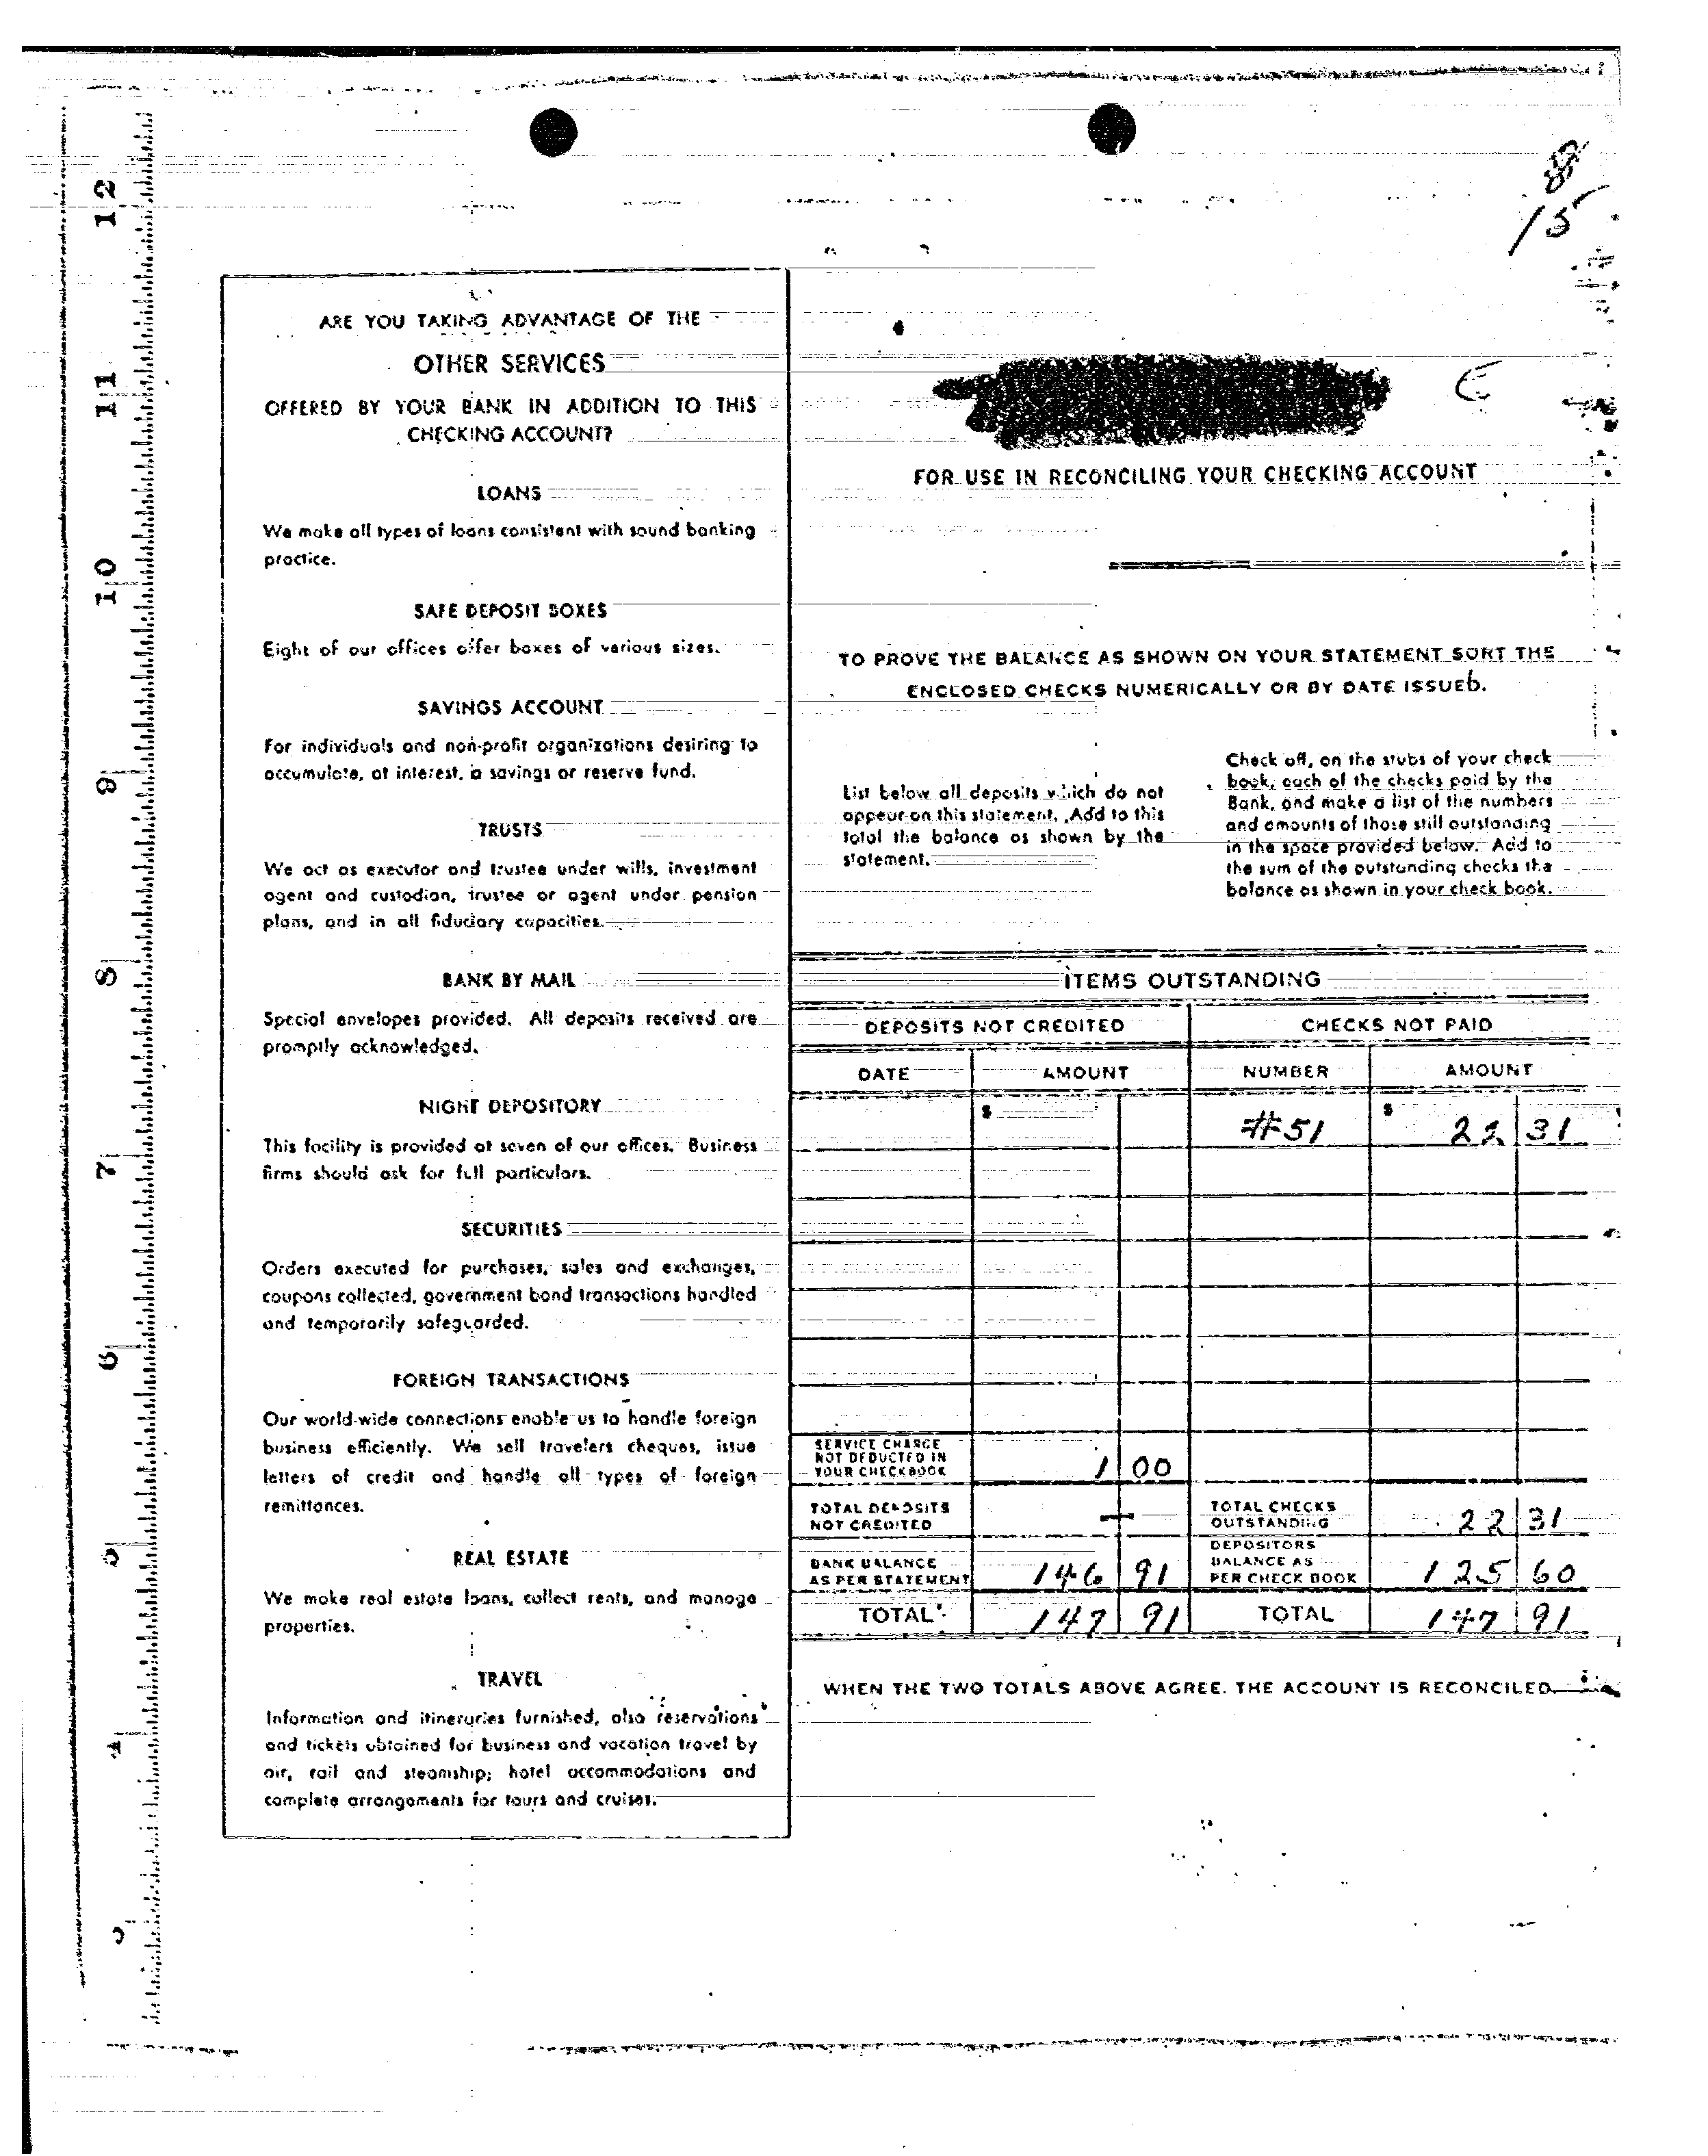 8
15
ARE YOU TAKING ADVANTAGE OF THE
OTHER SERVICES
OFFERED BY YOUR BANK IN ADDITION TO THIS
CHECKING ACCOUNT?
LOANS
We make all types of loans consistent with sound banking
practice.
SAFE DEPOSIT BOXES
Eight of our offices offer boxes of various sizes.
SAVINGS ACCOUNT
For individuals and non-profit organizations desiring to
accumulate, at interest, a savings or reserve fund.
TRUSTS
We act as executor and trustee under wills, investment
agent and custodian, trustee or agent under pension
plans, and in all fiduciary capacities.
BANK BY MAIL
Special envelopes provided. All deposits received are
promptly acknowledged.
NIGHT DEPOSITORY
This facility is provided at seven of our offices. Business
firms should ask for full particulars.
SECURITIES
Orders executed for purchases, sales and exchanges,
coupons collected, government bond transactions handled
and temporarily safeguarded.
FOREIGN TRANSACTIONS
Our world-wide connections enable us to handle foreign
business efficiently. We sell travelers cheques, issue
letters of credit and handle all types of foreign
remittances.
REAL ESTATE
We make real estate loans, collect rents, and manage
properties.
TRAVEL
Information and itineraries furnished, also reservations
and tickets obtained for business and vacation travel by
air, rail and steamship; hotel accommodations and
complete arrangements for tours and cruises.
FOR USE IN RECONCILING YOUR CHECKING ACCOUNT
TO PROVE THE BALANCE AS SHOWN ON YOUR STATEMENT SORT THE
ENCLOSED CHECKS NUMERICALLY OR BY DATE ISSUED.
List below all deposits which do not
appear on this statement. Add to this
total the balance as shown by the
statement.
Check off, on the stubs of your check
book, each of the checks paid by the
Bank, and make a list of the numbers
and amounts of those still outstanding
in the space provided below. Add to
the sum of the outstanding checks the
balance as shown in your check book.
ITEMS OUTSTANDING
DEPOSITS NOT CREDITED CHECKS NOT PAID
DATE AMOUNT NUMBER AMOUNT
$ #51 $ 22 31
SERVICE CHARGE
NOT DEDUCTED IN
YOUR CHECKBOOK 1 00
TOTAL DEPOSITS
NOT CREDITED —
TOTAL CHECKS
OUTSTANDING 22 31
BANK BALANCE
AS PER STATEMENT 146 91
DEPOSITORS
BALANCE AS
PER CHECK BOOK 125 60
TOTAL 147 91 TOTAL 147 91
WHEN THE TWO TOTALS ABOVE AGREE. THE ACCOUNT IS RECONCILED.
12
11
10
9
8
7
6
5
4